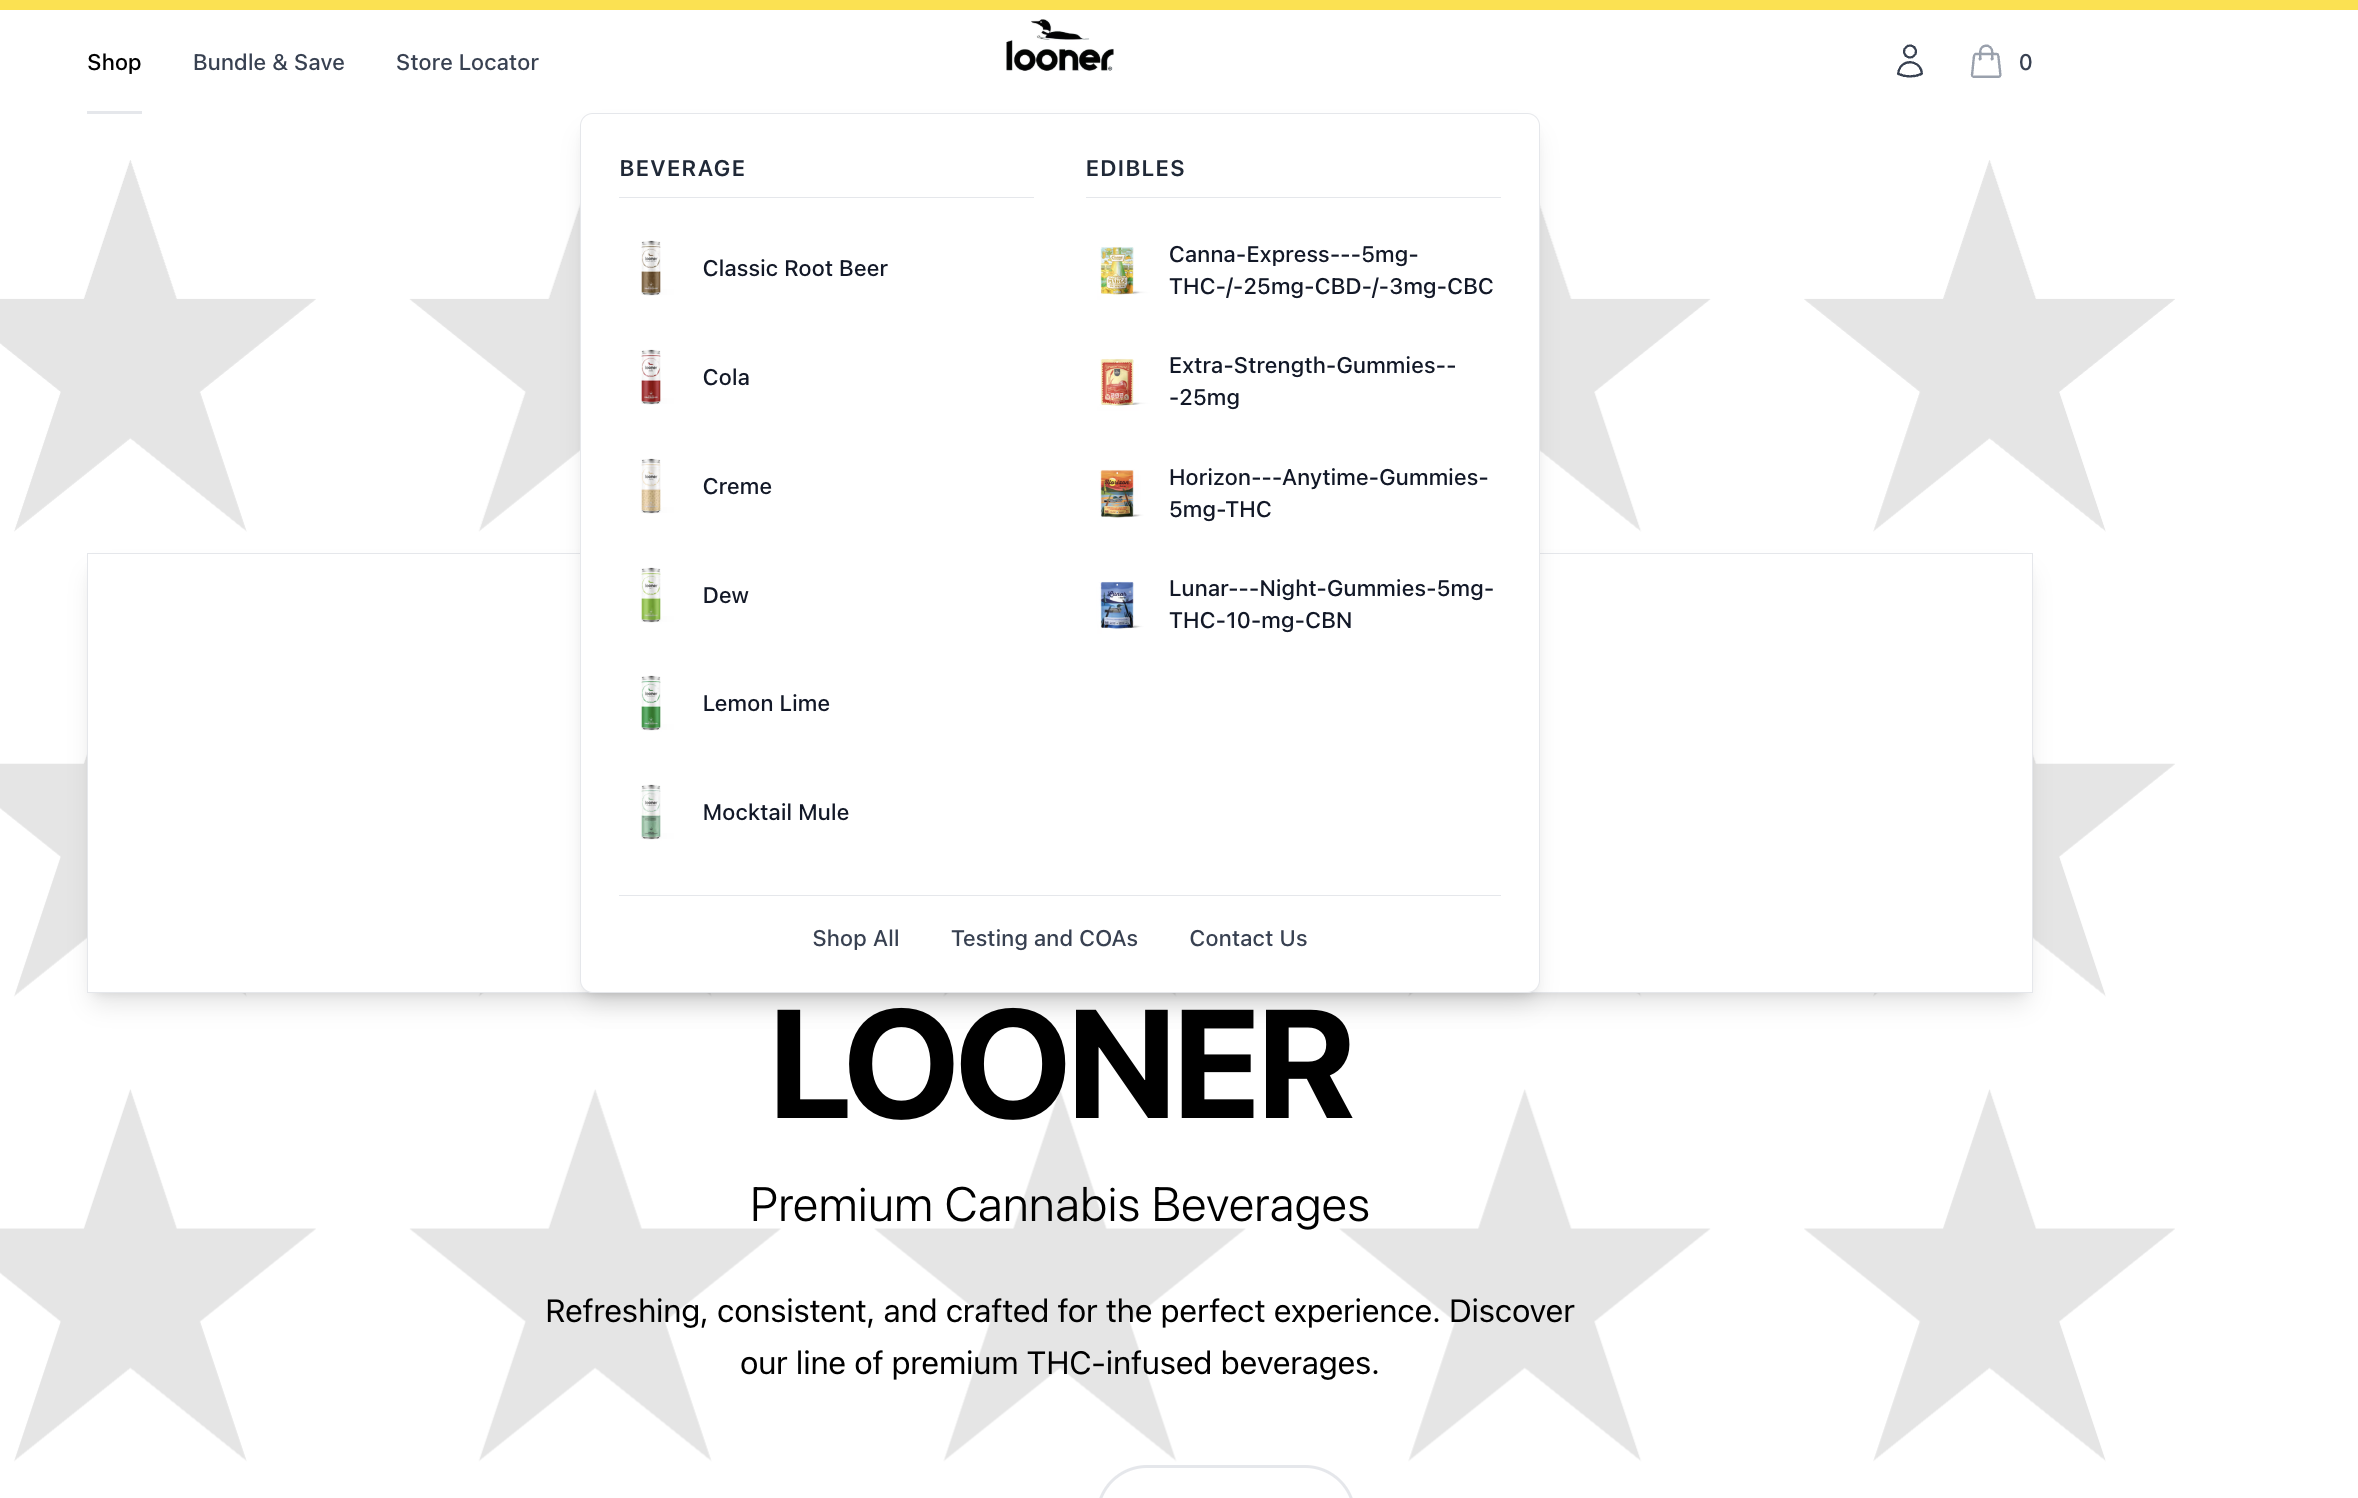 Shop
Bundle & Save
Store Locator
looner
0
BEVERAGE
Classic Root Beer
Cola
Creme
Dew
Lemon Lime
Mocktail Mule
EDIBLES
Canna-Express---5mg-
THC-/-25mg-CBD-/-3mg-CBC
Extra-Strength-Gummies--
-25mg
Horizon---Anytime-Gummies-
5mg-THC
Lunar---Night-Gummies-5mg-
THC-10-mg-CBN
Shop All
Testing and COAs
Contact Us
LOONER
Premium Cannabis Beverages
Refreshing, consistent, and crafted for the perfect experience. Discover
our line of premium THC-infused beverages.